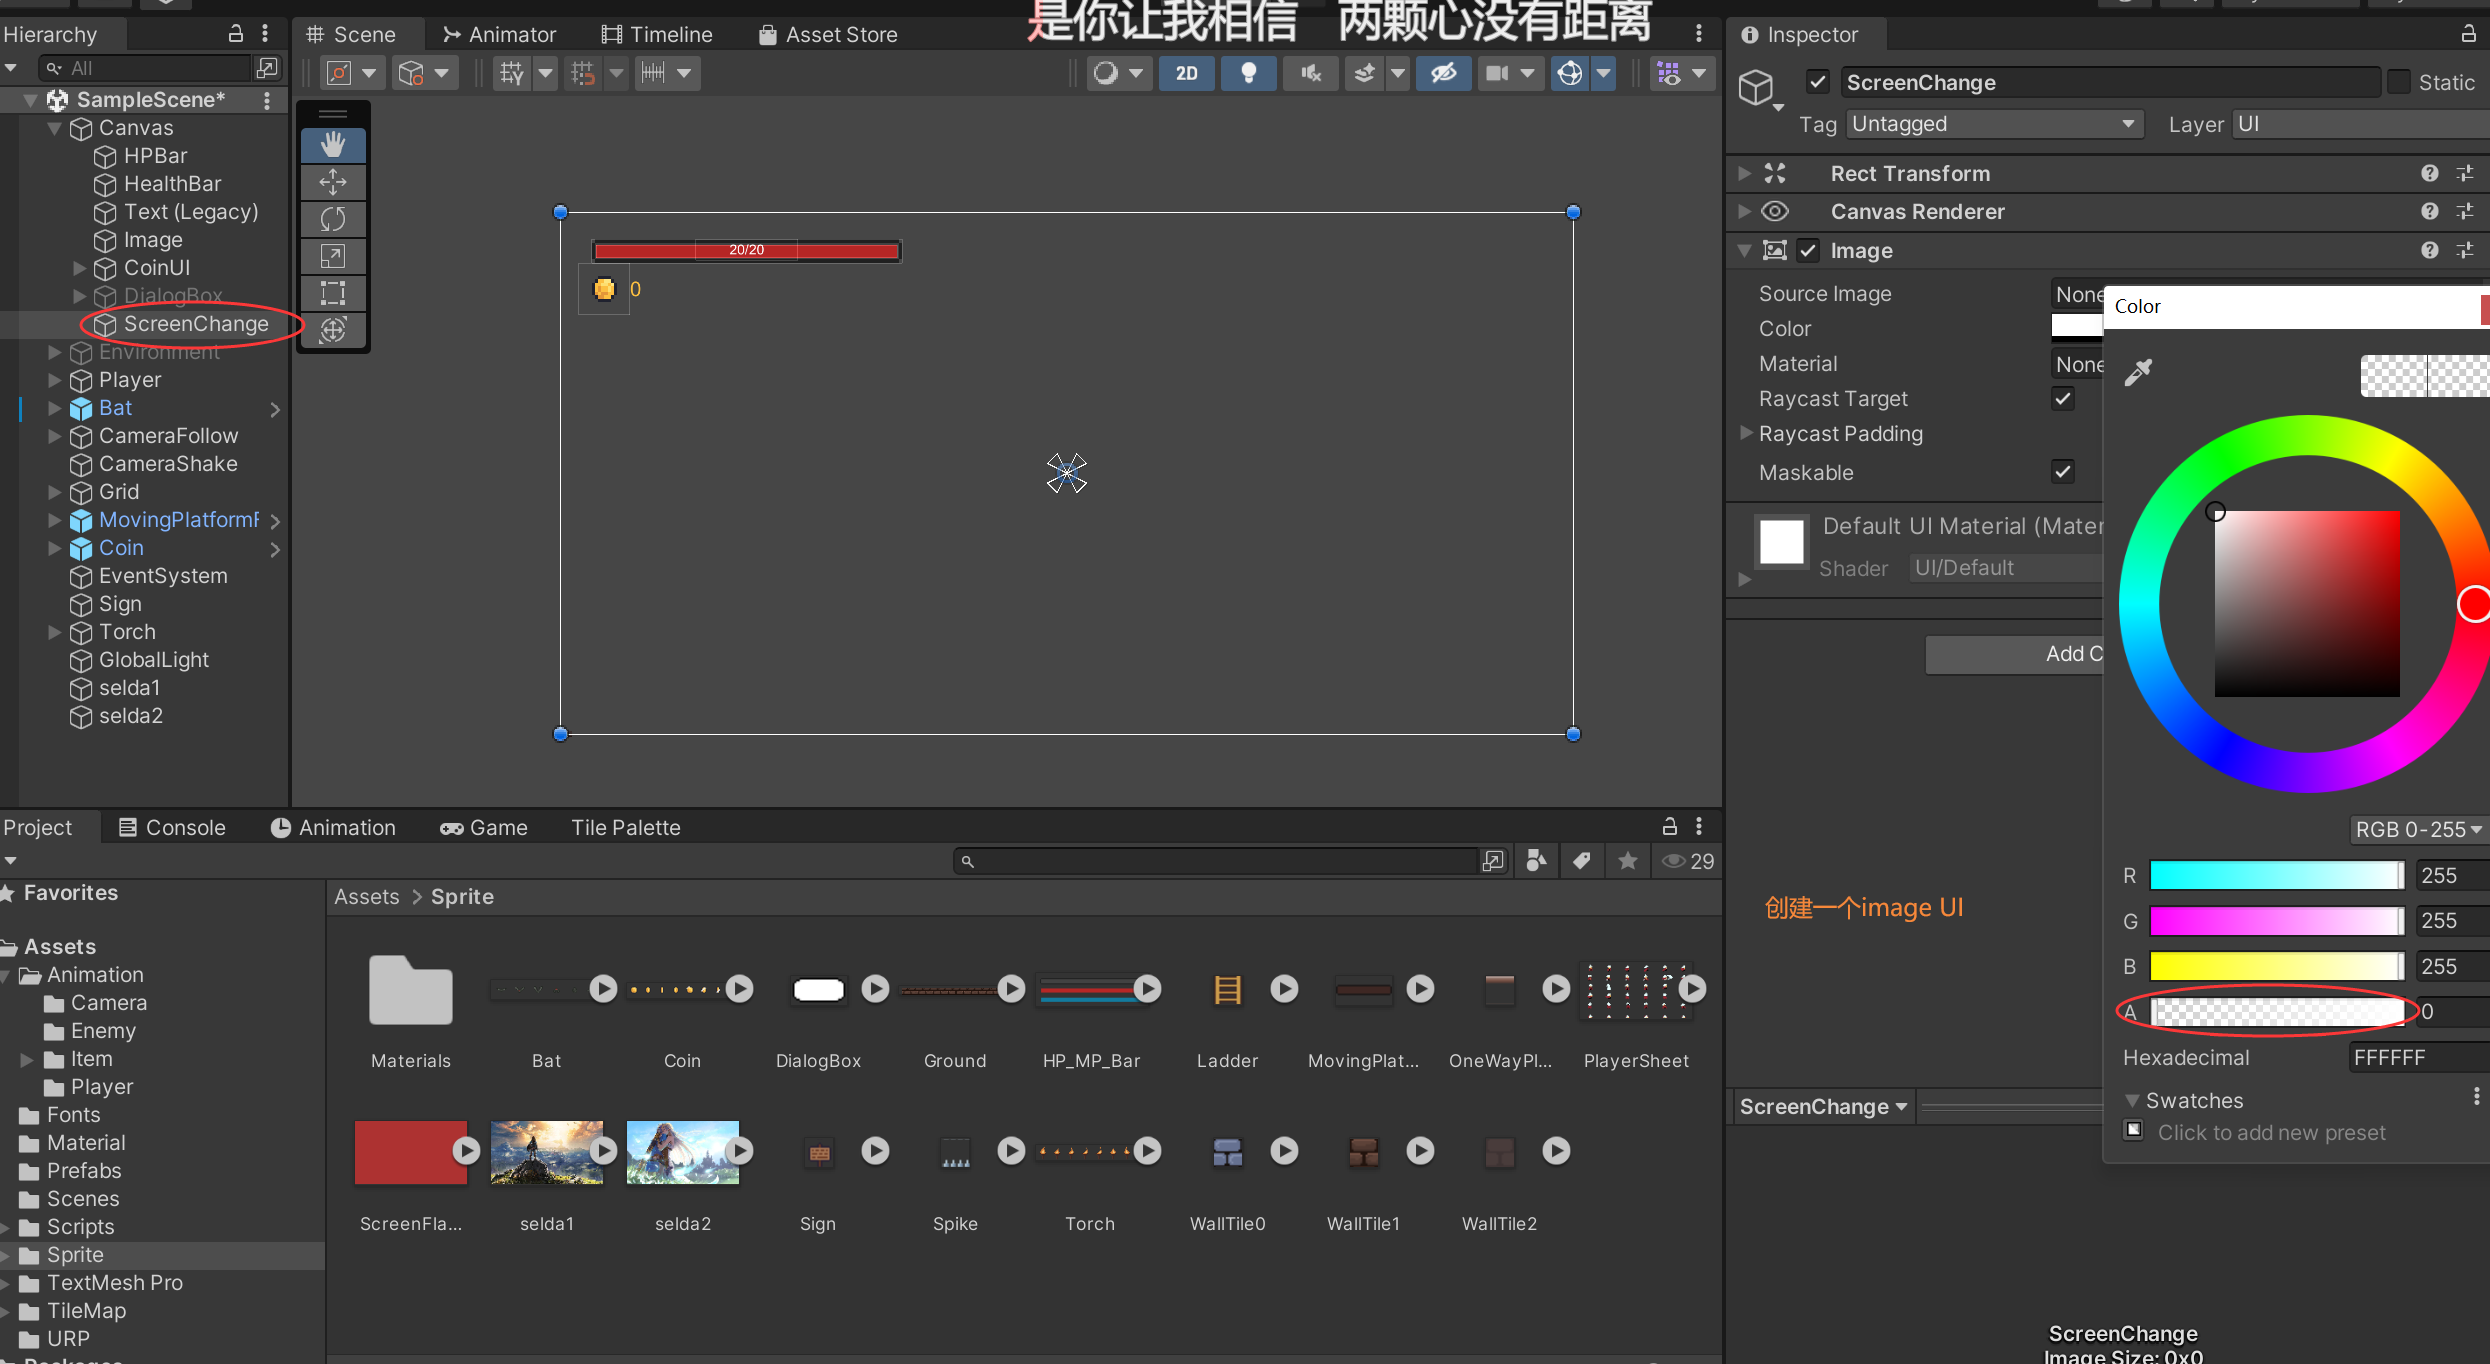 是你让我相信 两颗心没有距离
Hierarchy
All
SampleScene*
Canvas
HPBar
HealthBar
Text (Legacy)
Image
CoinUI
DialogBox
ScreenChange
Environment
Player
Bat
CameraFollow
CameraShake
Grid
MovingPlatformF
Coin
EventSystem
Sign
Torch
GlobalLight
selda1
selda2
Scene
Animator
Timeline
Asset Store
2D
20/20
0
Inspector
ScreenChange
Static
Tag Untagged
Layer UI
Rect Transform
Canvas Renderer
Image
Source Image None
Color
Material None
Raycast Target
Raycast Padding
Maskable
Default UI Material (Mater
Shader UI/Default
Add C
创建一个image UI
Color
RGB 0-255
R 255
G 255
B 255
A 0
Hexadecimal FFFFFF
Swatches
Click to add new preset
ScreenChange
ScreenChange
Image Size: 0x0
Project
Console
Animation
Game
Tile Palette
29
Favorites
Assets
Animation
Camera
Enemy
Item
Player
Fonts
Material
Prefabs
Scenes
Scripts
Sprite
TextMesh Pro
TileMap
URP
Assets > Sprite
Materials
Bat
Coin
DialogBox
Ground
HP_MP_Bar
Ladder
MovingPlat...
OneWayPl...
PlayerSheet
ScreenFla...
selda1
selda2
Sign
Spike
Torch
WallTile0
WallTile1
WallTile2